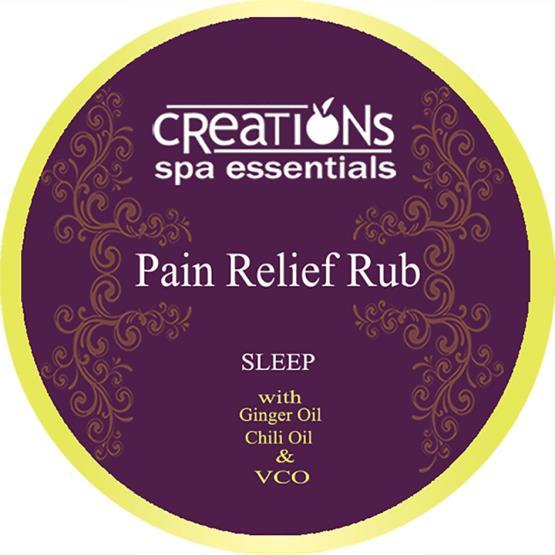 CREATIONS
spa essentials
Pain Relief Rub
SLEEP
with
Ginger Oil
Chili Oil
&
VCO